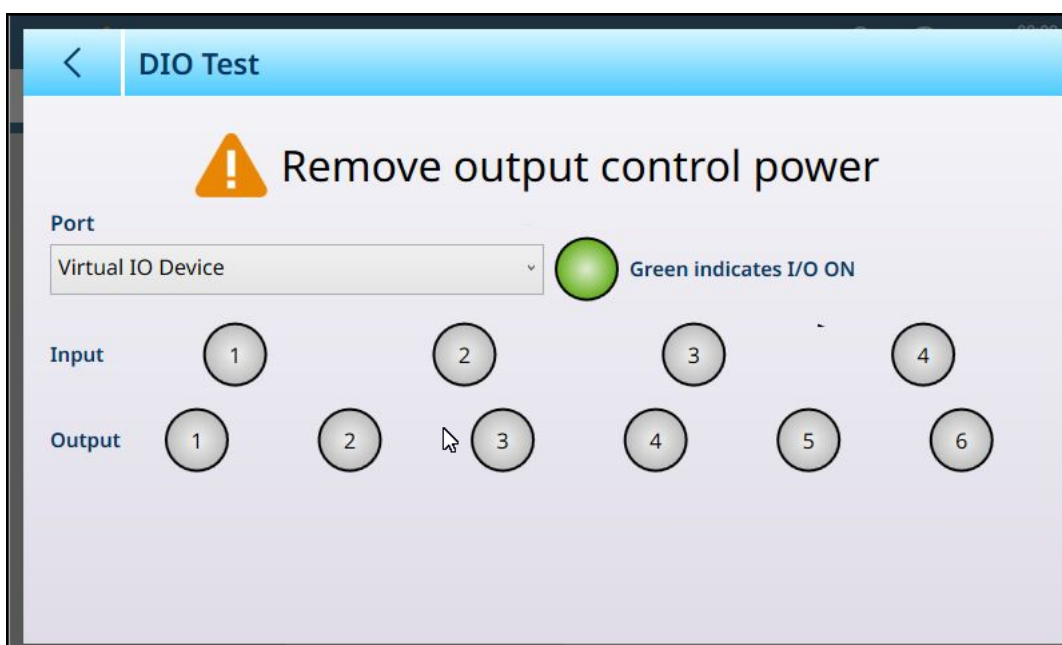 DIO Test
Remove output control power
Port
Virtual IO Device
Green indicates I/O ON
Input 1 2 3 4
Output 1 2 3 4 5 6